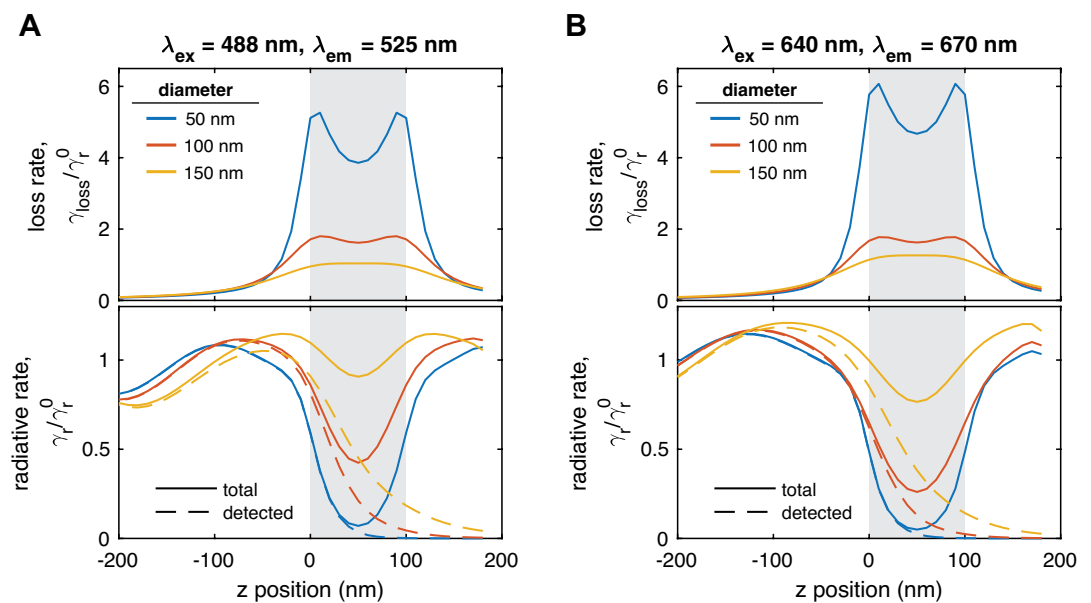 A
λex = 488 nm, λem = 525 nm
loss rate,
γloss/γr0
6
4
2
0
diameter
50 nm
100 nm
150 nm
radiative rate,
γr/γr0
1
0.5
0
total
detected
-200
-100
0
100
200
z position (nm)
B
λex = 640 nm, λem = 670 nm
loss rate,
γloss/γr0
6
4
2
0
diameter
50 nm
100 nm
150 nm
radiative rate,
γr/γr0
1
0.5
0
total
detected
-200
-100
0
100
200
z position (nm)